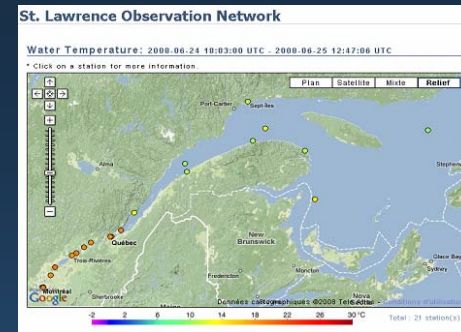 St. Lawrence Observation Network
Water Temperature: 2008-06-24 10:03:00 UTC - 2008-06-25 12:47:06 UTC
* Click on a station for more information.
Plan Satellite Mixte Relief
Port-Cartier Sept-Iles
Alma
Québec
Trois-Rivières
New Brunswick
Fredericton
Moncton
Glace Bay
Sydney
Montréal
Sherbrooke
Google
Données cartographiques ©2008 Tele Atlas
Nova
Maine
-2 2 6 10 14 18 22 26 30°C
Total : 21 station(s)